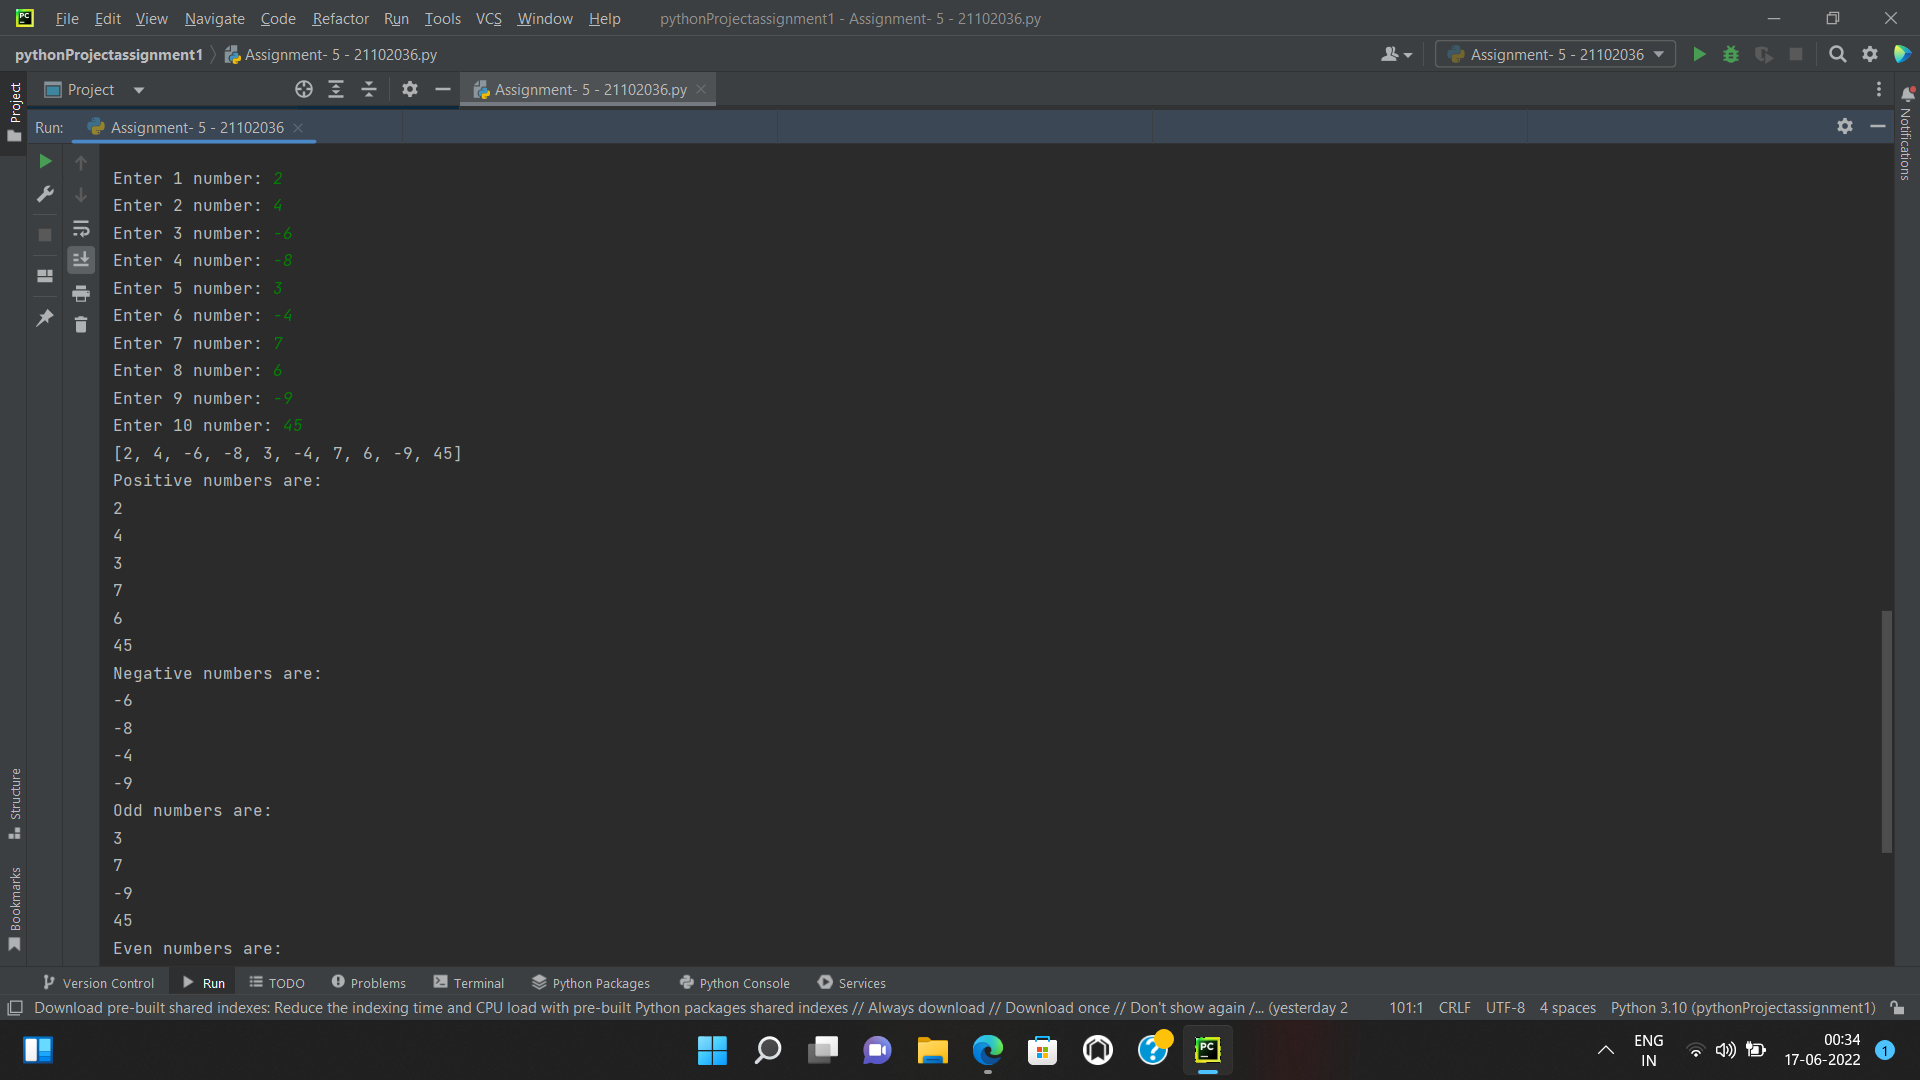 PC File Edit View Navigate Code Refactor Run Tools VCS Window Help pythonProjectassignment1 - Assignment- 5 - 21102036.py
pythonProjectassignment1 Assignment- 5 - 21102036.py Assignment- 5 - 21102036
Project Assignment- 5 - 21102036.py
Project
Notifications
Run: Assignment- 5 - 21102036
Enter 1 number: 2
Enter 2 number: 4
Enter 3 number: -6
Enter 4 number: -8
Enter 5 number: 3
Enter 6 number: -4
Enter 7 number: 7
Enter 8 number: 6
Enter 9 number: -9
Enter 10 number: 45
[2, 4, -6, -8, 3, -4, 7, 6, -9, 45]
Positive numbers are:
2
4
3
7
6
45
Negative numbers are:
-6
-8
-4
-9
Odd numbers are:
3
7
-9
45
Even numbers are:
Structure
Bookmarks
Version Control Run TODO Problems Terminal Python Packages Python Console Services
Download pre-built shared indexes: Reduce the indexing time and CPU load with pre-built Python packages shared indexes // Always download // Download once // Don't show again /... (yesterday 2 101:1 CRLF UTF-8 4 spaces Python 3.10 (pythonProjectassignment1)
PC
ENG 00:34
IN 17-06-2022 1